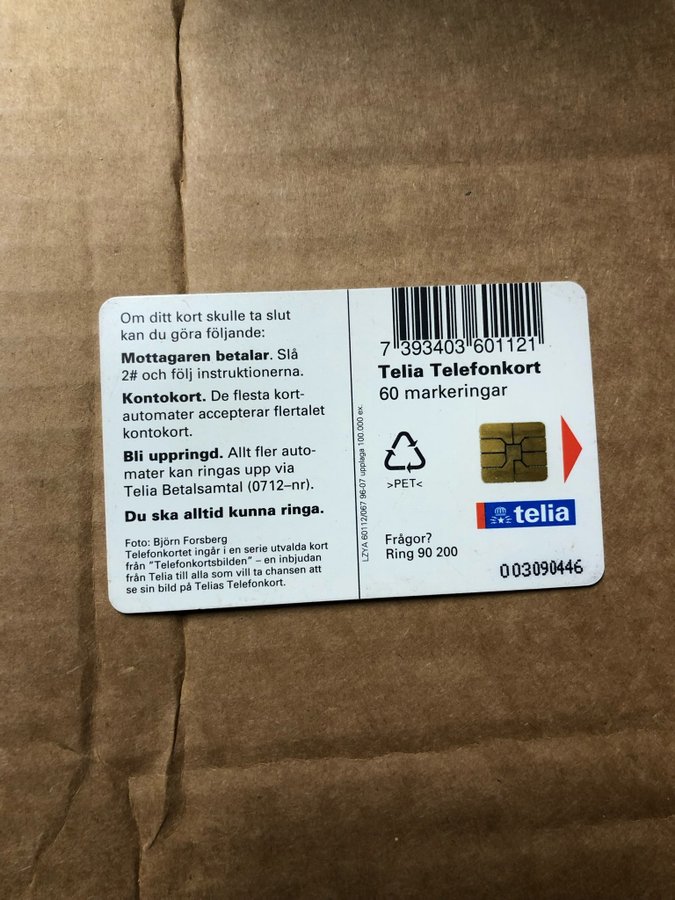 Om ditt kort skulle ta slut
kan du göra följande:
Mottagaren betalar. Slå
2# och följ instruktionerna.
Kontokort. De flesta kort-
automater accepterar flertalet
kontokort.
Bli uppringd. Allt fler auto-
mater kan ringas upp via
Telia Betalsamtal (0712–nr).
Du ska alltid kunna ringa.
Foto: Björn Forsberg
Telefonkortet ingår i en serie utvalda kort
från "Telefonkortsbilden" – en inbjudan
från Telia till alla som vill ta chansen att
se sin bild på Telias Telefonkort.
LZYA 60112/067 96-07 upplaga 100.000 ex.
7 393403 601121
Telia Telefonkort
60 markeringar
>PET<
telia
Frågor?
Ring 90 200
003090446